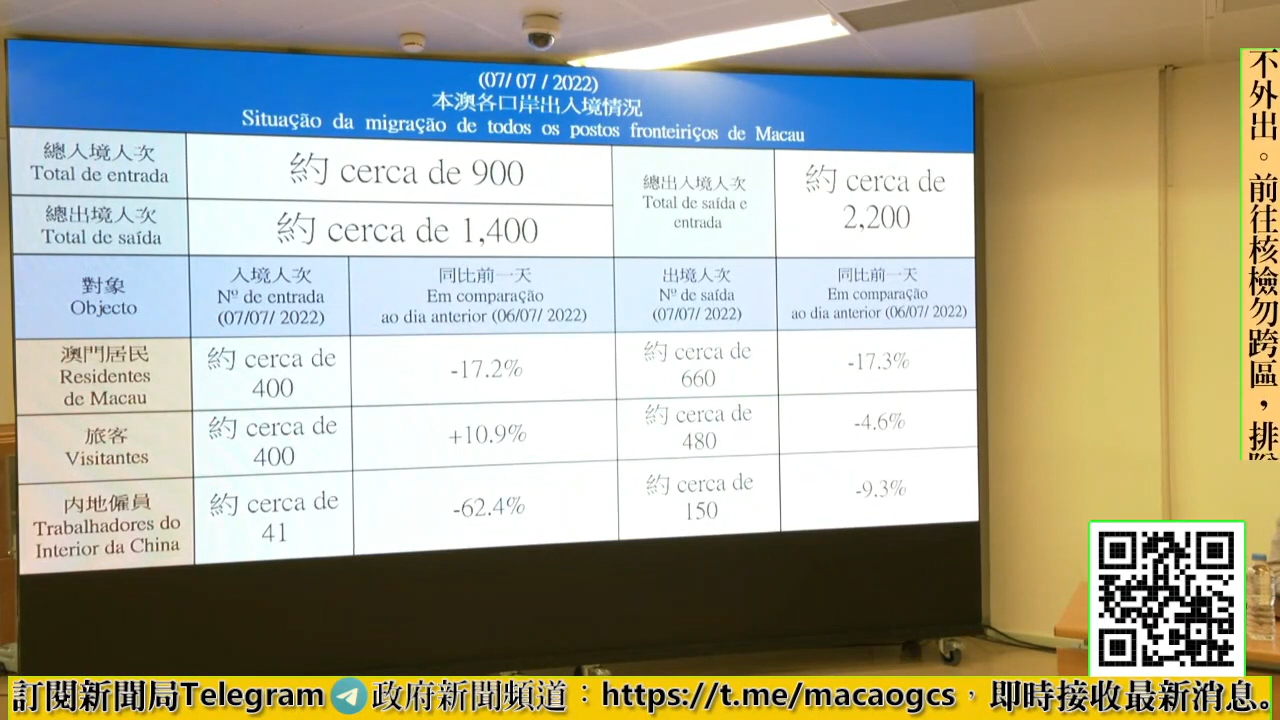 (07/ 07 / 2022)
本澳各口岸出入境情況
Situação da migração de todos os postos fronteiriços de Macau
總入境人次
Total de entrada
約 cerca de 900
總出境人次
Total de saída
約 cerca de 1,400
總出入境人次
Total de saída e
entrada
約 cerca de
2,200
對象
Objecto
入境人次
Nº de entrada
(07/07/ 2022)
同比前一天
Em comparação
ao dia anterior (06/07/ 2022)
出境人次
Nº de saída
(07/07/ 2022)
同比前一天
Em comparação
ao dia anterior (06/07/ 2022)
澳門居民
Residentes
de Macau
約 cerca de
400
-17.2%
約 cerca de
660
-17.3%
旅客
Visitantes
約 cerca de
400
+10.9%
約 cerca de
480
-4.6%
內地僱員
Trabalhadores do
Interior da China
約 cerca de
41
-62.4%
約 cerca de
150
-9.3%
不外出。前往核檢勿跨區，排
訂閱新聞局Telegram 政府新聞頻道：https://t.me/macaogcs，即時接收最新消息。